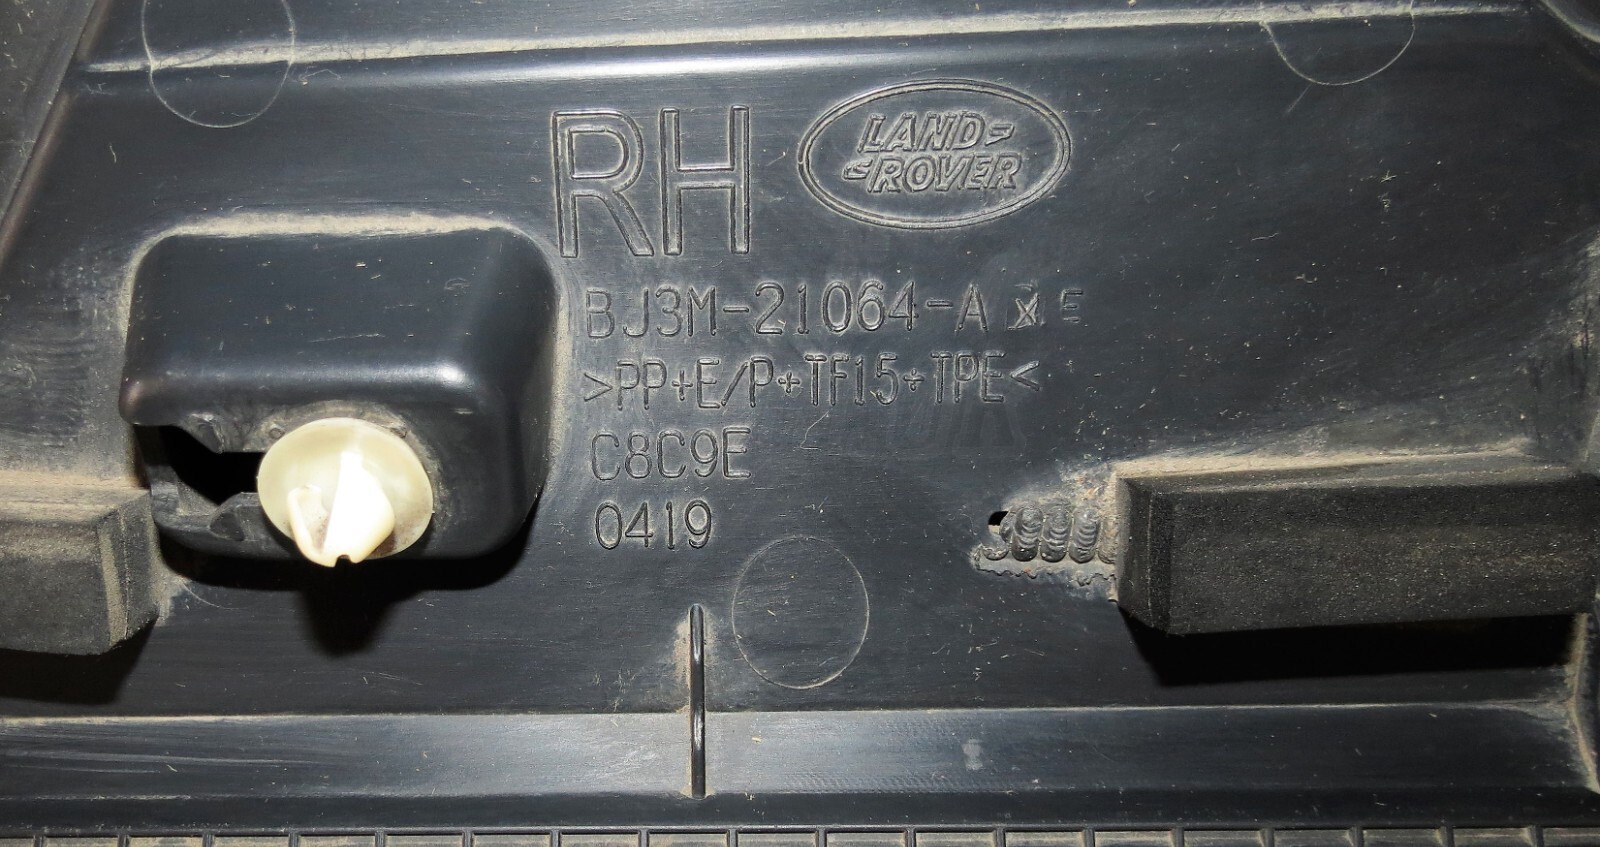 RH
LAND
ROVER
BJ3M-21064-A E
>PP+E/P+TF15+TPE<
C8C9E
0419